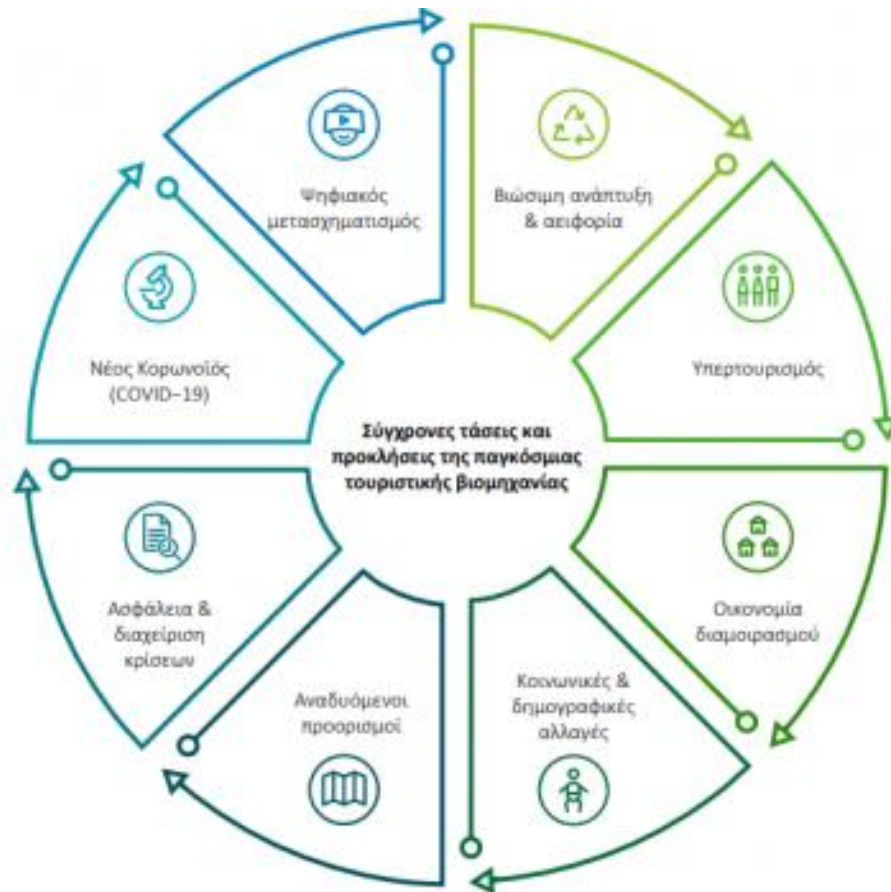 Ψηφιακός
μετασχηματισμός
Βιώσιμη ανάπτυξη
& αειφορία
Νέος Κορωνοϊός
(COVID-19)
Υπερτουρισμός
Σύγχρονες τάσεις και
προκλήσεις της παγκόσμιας
τουριστικής βιομηχανίας
Ασφάλεια &
διαχείριση
κρίσεων
Οικονομία
διαμοιρασμού
Αναδυόμενοι
προορισμοί
Κοινωνικές &
δημογραφικές
αλλαγές